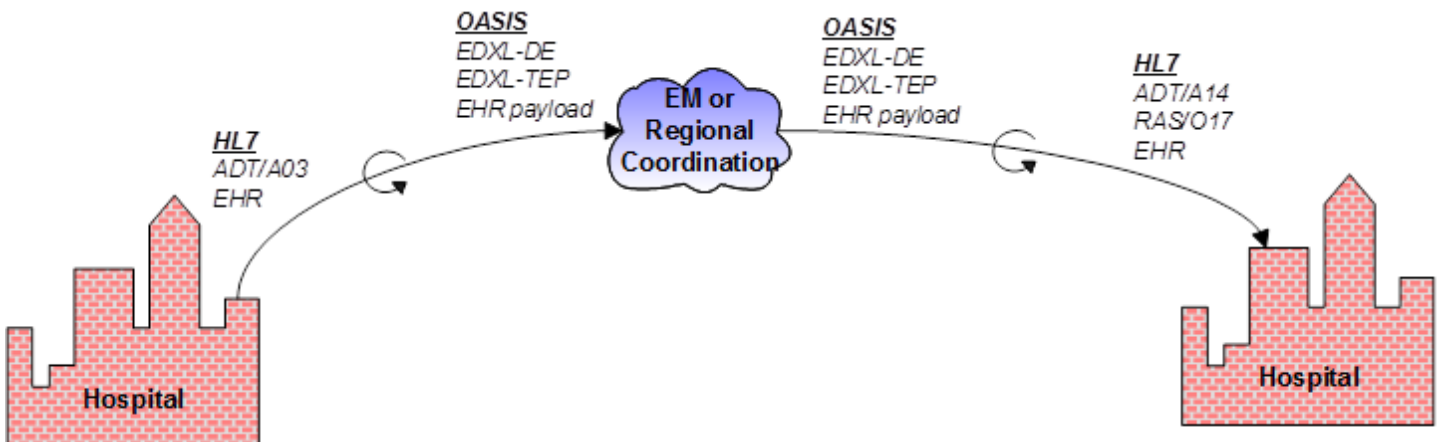 OASIS
EDXL-DE
EDXL-TEP
EHR payload
OASIS
EDXL-DE
EDXL-TEP
EHR payload
HL7
ADT/A14
RAS/O17
EHR
EM or
Regional
Coordination
HL7
ADT/A03
EHR
Hospital
Hospital